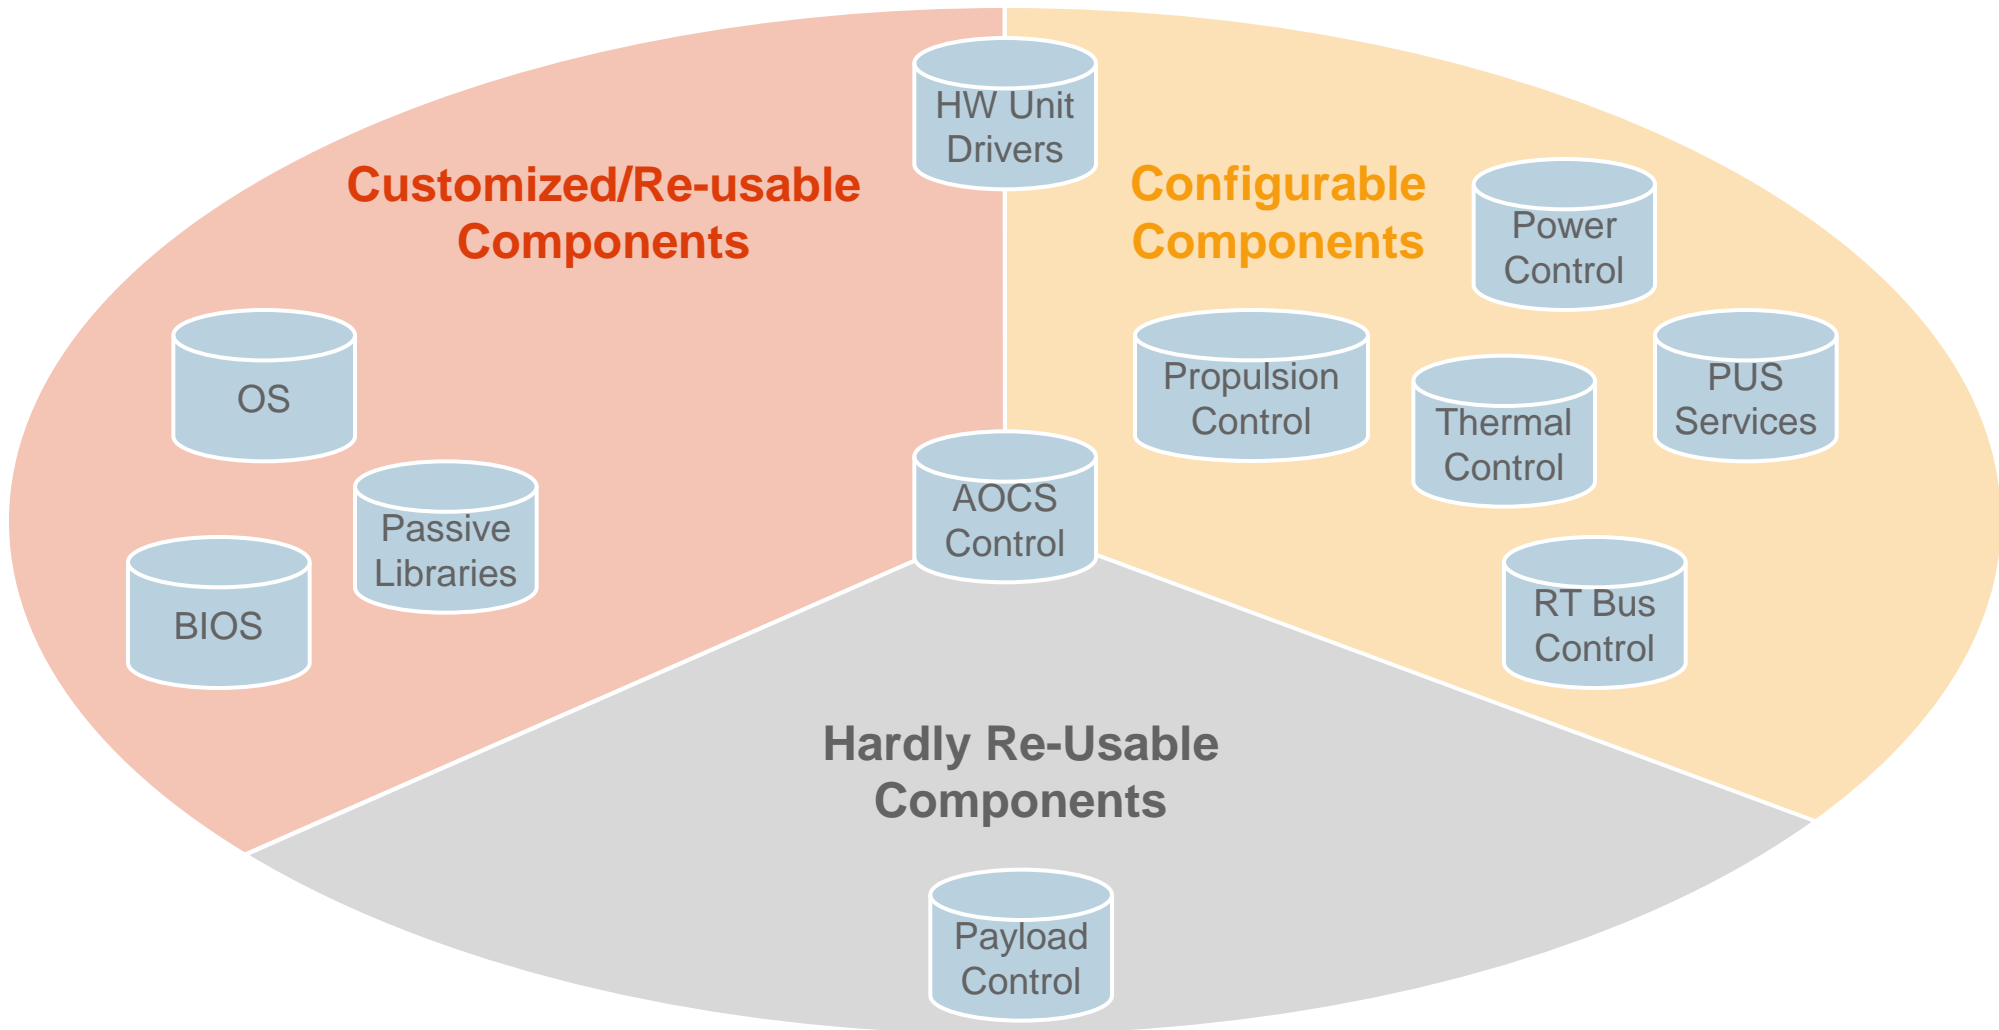 HW Unit
Drivers
Customized/Re-usable
Components
Configurable
Components
Power
Control
OS
Propulsion
Control
Thermal
Control
PUS
Services
Passive
Libraries
AOCS
Control
BIOS
RT Bus
Control
Hardly Re-Usable
Components
Payload
Control